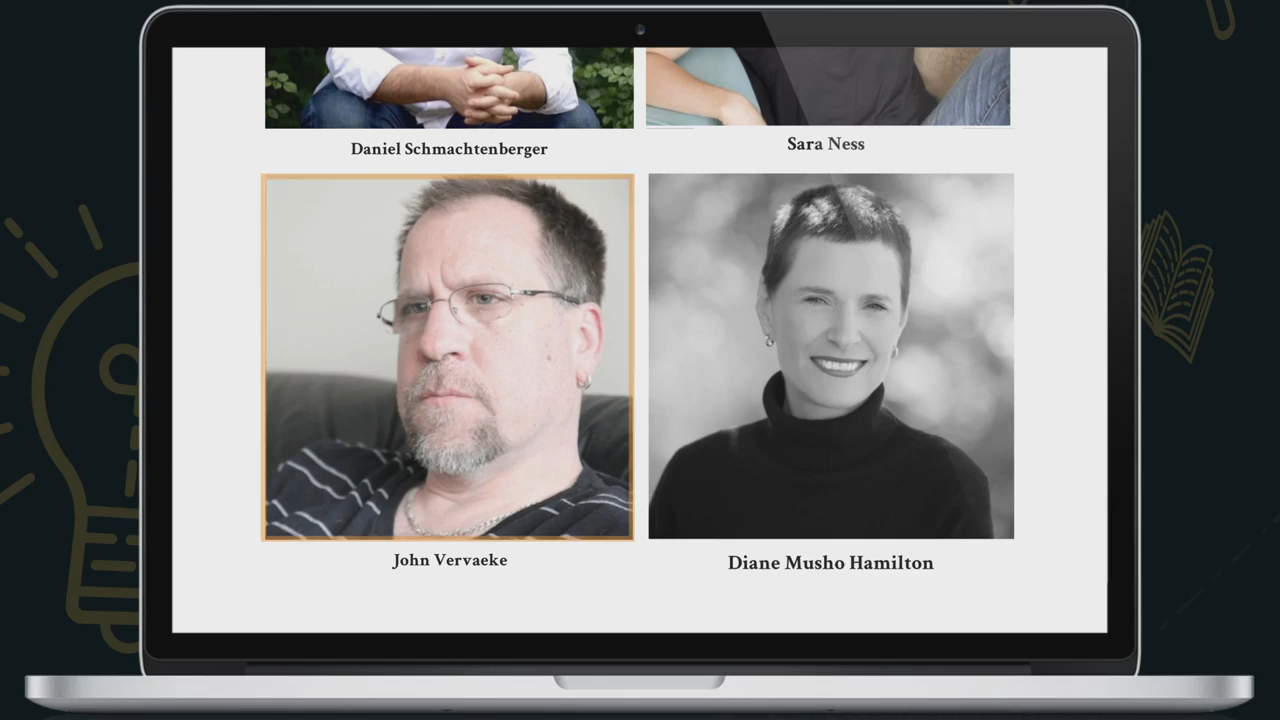 Daniel Schmachtenberger
Sara Ness
John Vervaeke
Diane Musho Hamilton